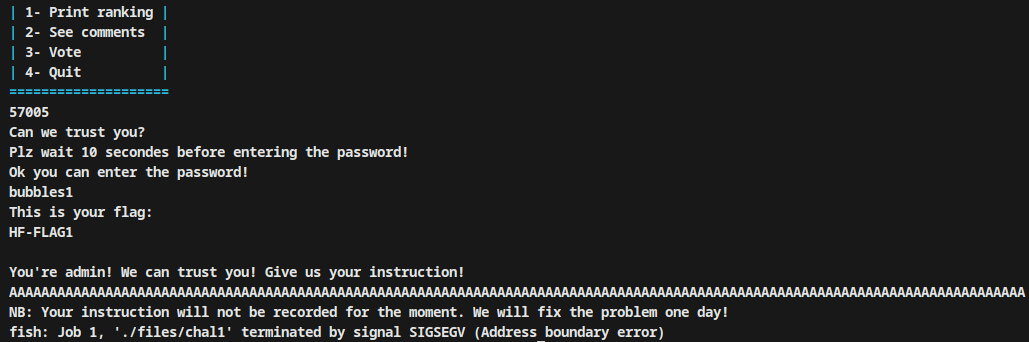 | 1- Print ranking |
| 2- See comments  |
| 3- Vote          |
| 4- Quit          |
====================
57005
Can we trust you?
Plz wait 10 secondes before entering the password!
Ok you can enter the password!
bubbles1
This is your flag:
HF-FLAG1
You're admin! We can trust you! Give us your instruction!
AAAAAAAAAAAAAAAAAAAAAAAAAAAAAAAAAAAAAAAAAAAAAAAAAAAAAAAAAAAAAAAAAAAAAAAAAAAAAAAAAAAAAAAAAAAAAAAAAAAAAAAAAAAAAAAAAAAAAAAAAAAAAAA
NB: Your instruction will not be recorded for the moment. We will fix the problem one day!
fish: Job 1, './files/chal1' terminated by signal SIGSEGV (Address boundary error)